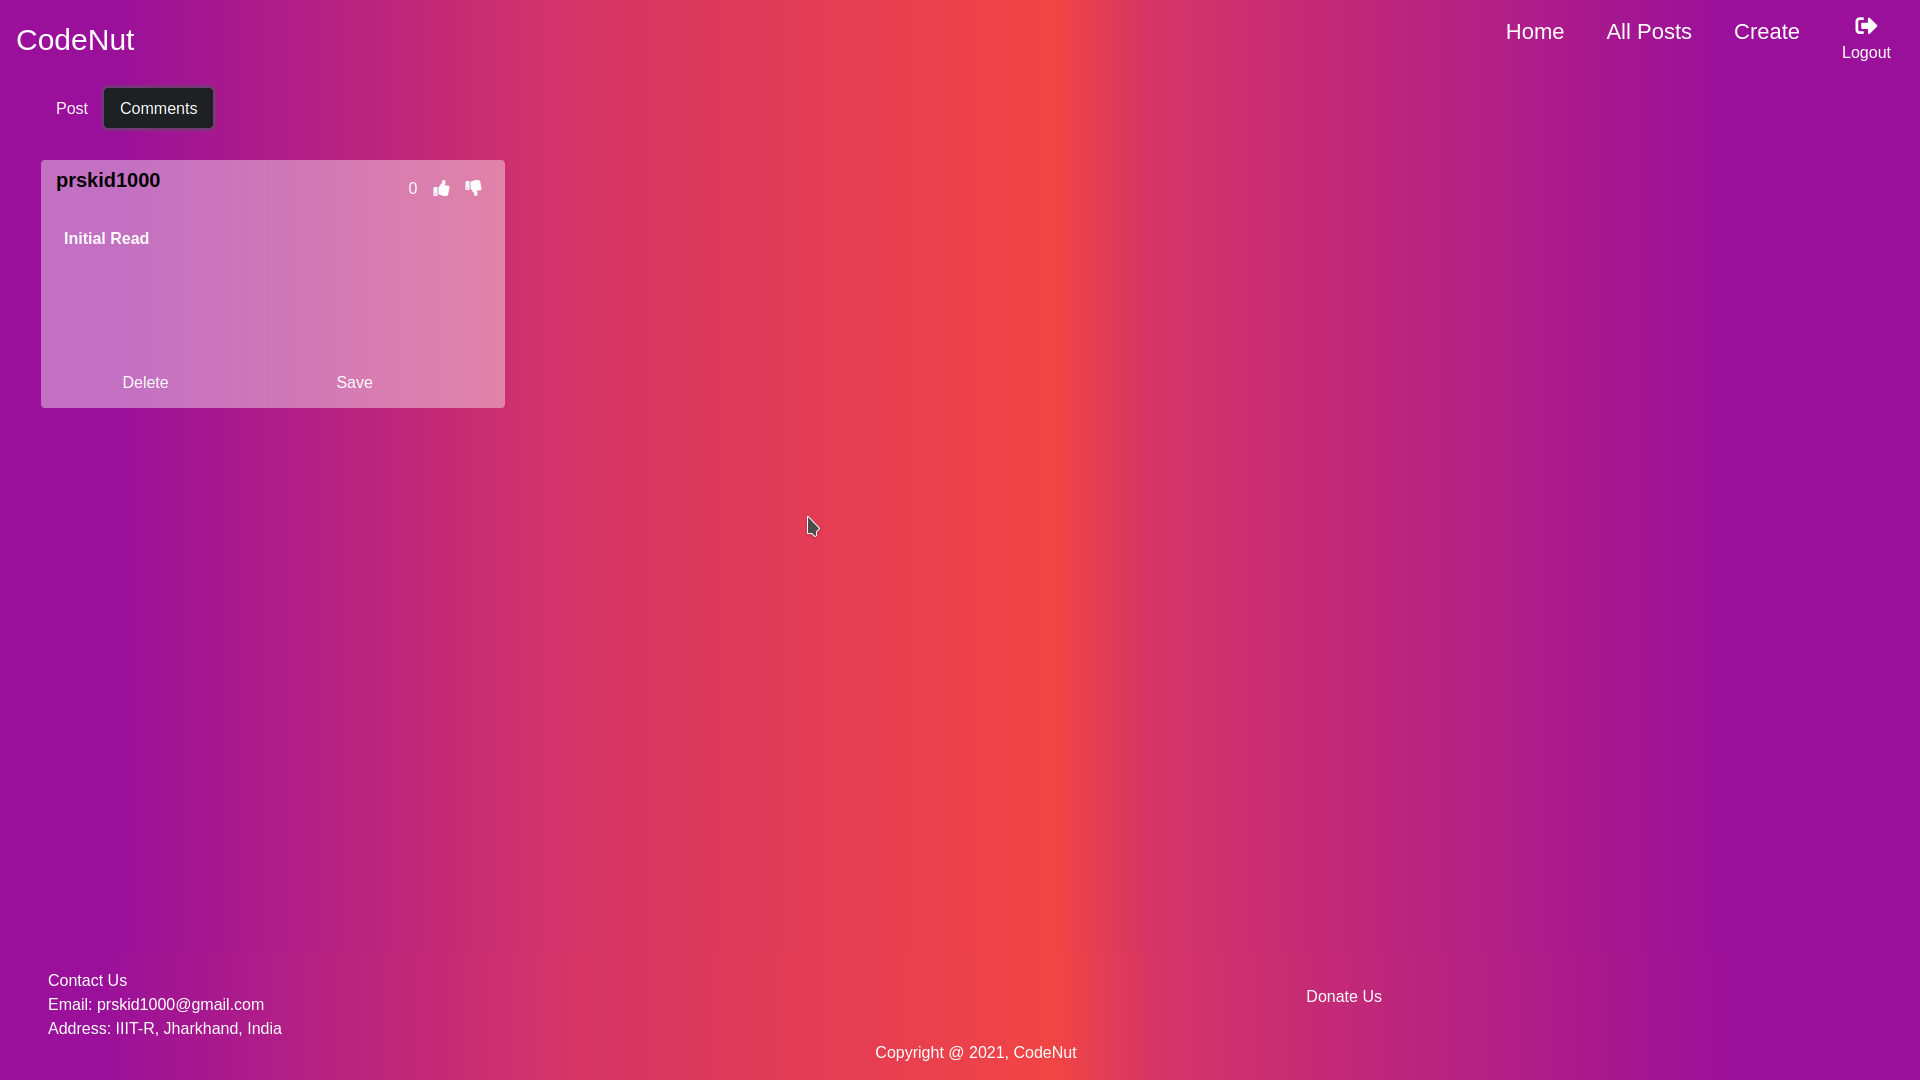 CodeNut
Home
All Posts
Create
Logout
Post
Comments
prskid1000
0
Initial Read
Delete
Save
Contact Us
Email: prskid1000@gmail.com
Address: IIIT-R, Jharkhand, India
Donate Us
Copyright @ 2021, CodeNut